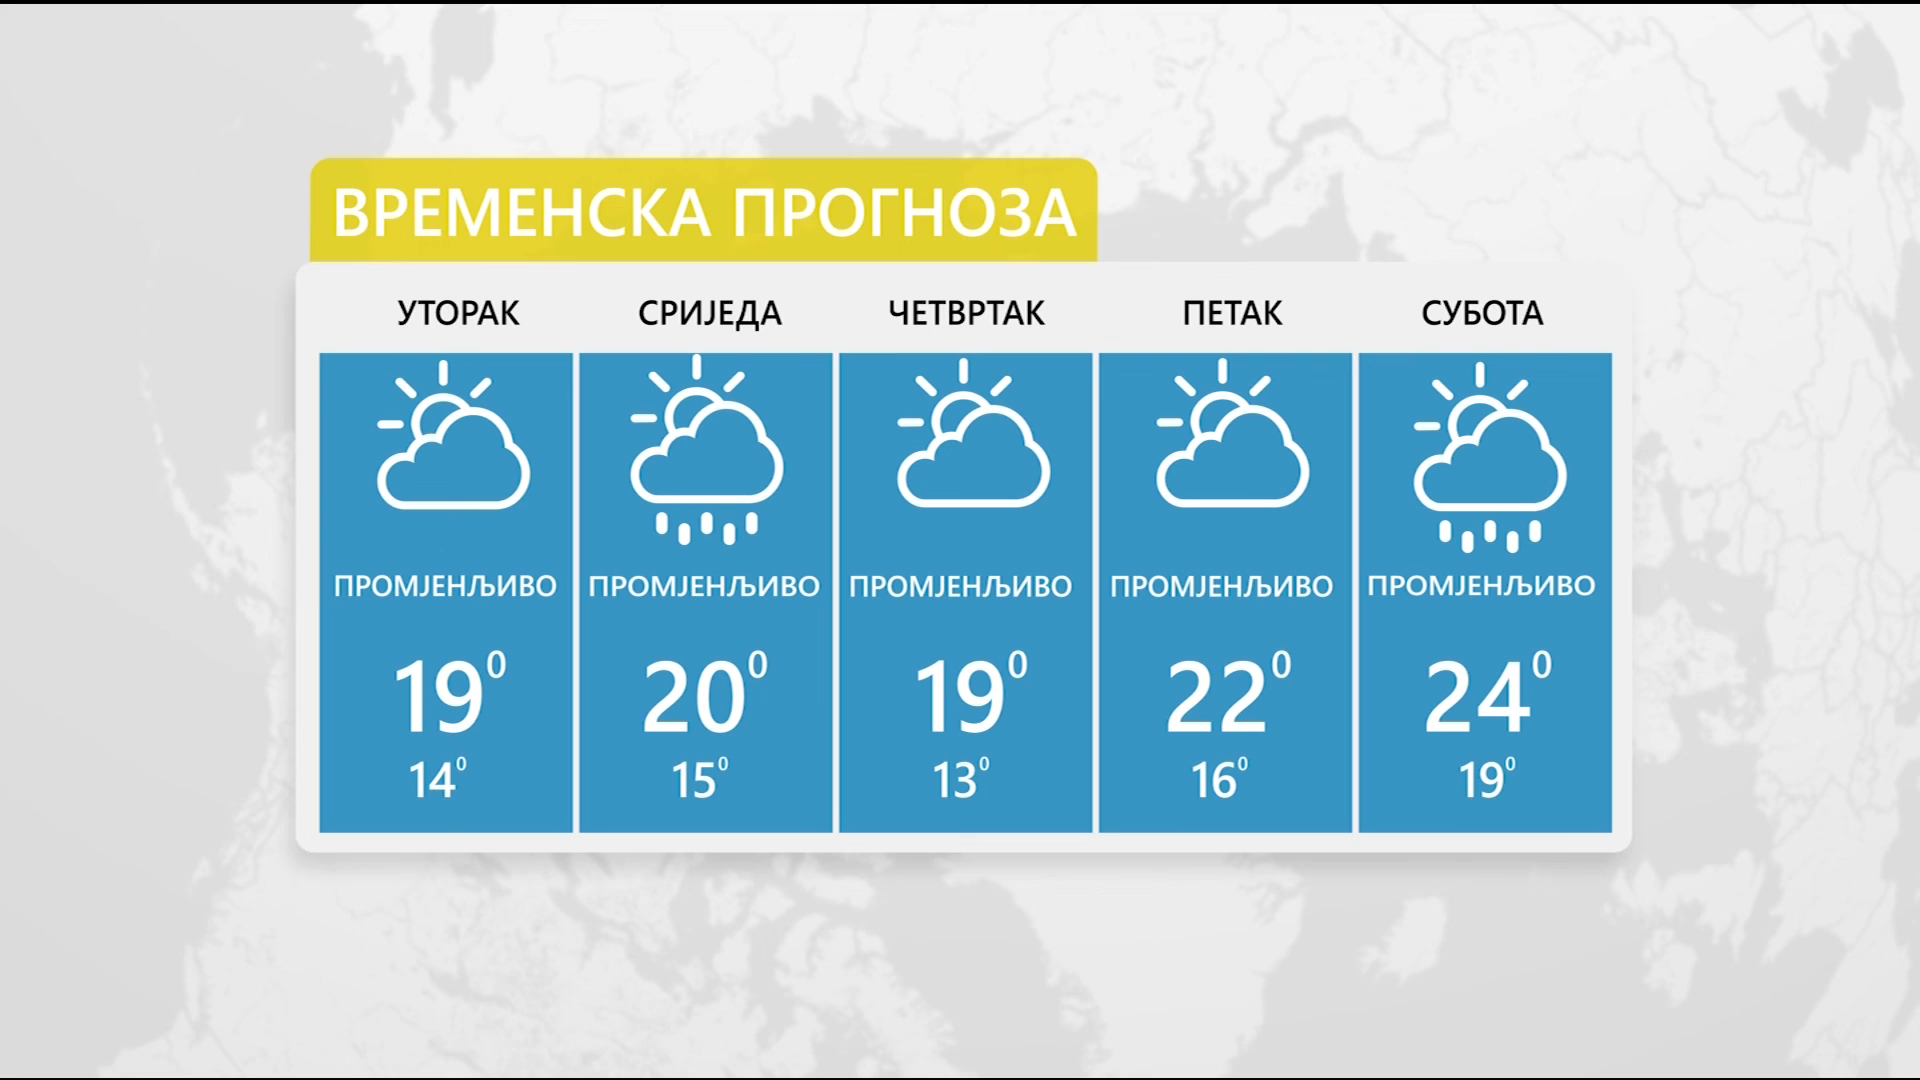 ВРЕМЕНСКА ПРОГНОЗА
УТОРАК СРИЈЕДА ЧЕТВРТАК ПЕТАК СУБОТА
ПРОМЈЕНЉИВО ПРОМЈЕНЉИВО ПРОМЈЕНЉИВО ПРОМЈЕНЉИВО ПРОМЈЕНЉИВО
19⁰ 20⁰ 19⁰ 22⁰ 24⁰
14⁰ 15⁰ 13⁰ 16⁰ 19⁰